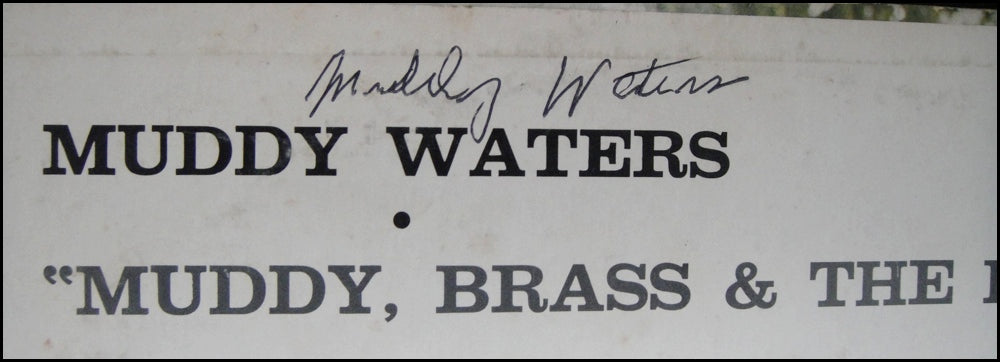 Muddy Waters
MUDDY WATERS
•
"MUDDY, BRASS & THE